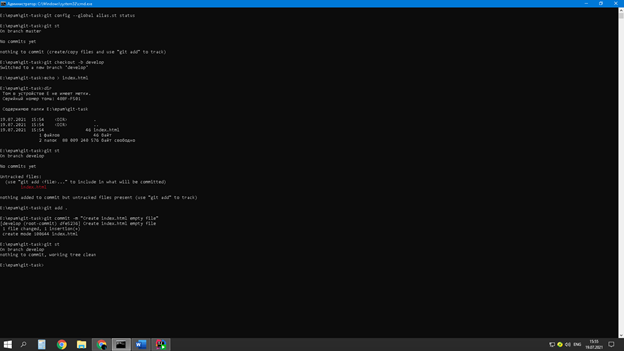 Администратор: C:\Windows\system32\cmd.exe
E:\epam\git-task>git config --global alias.st status
E:\epam\git-task>git st
On branch master
No commits yet
nothing to commit (create/copy files and use "git add" to track)
E:\epam\git-task>git checkout -b develop
Switched to a new branch 'develop'
E:\epam\git-task>echo > index.html
E:\epam\git-task>dir
Том в устройстве E не имеет метки.
Серийный номер тома:
Содержимое папки E:\epam\git-task
19.07.2021 15:54 <DIR> .
19.07.2021 15:54 <DIR> ..
19.07.2021 15:54 46 index.html
1 файлов 46 байт
2 папок 80 009 240 576 байт свободно
E:\epam\git-task>git st
On branch develop
No commits yet
Untracked files:
(use "git add <file>..." to include in what will be committed)
index.html
nothing added to commit but untracked files present (use "git add" to track)
E:\epam\git-task>git add .
E:\epam\git-task>git commit -m "Create index.html empty file"
[develop (root-commit) dfe6236] Create index.html empty file
1 file changed, 1 insertion(+)
create mode 100644 index.html
E:\epam\git-task>git st
On branch develop
nothing to commit, working tree clean
E:\epam\git-task>
ENG
15:55
19.07.2021